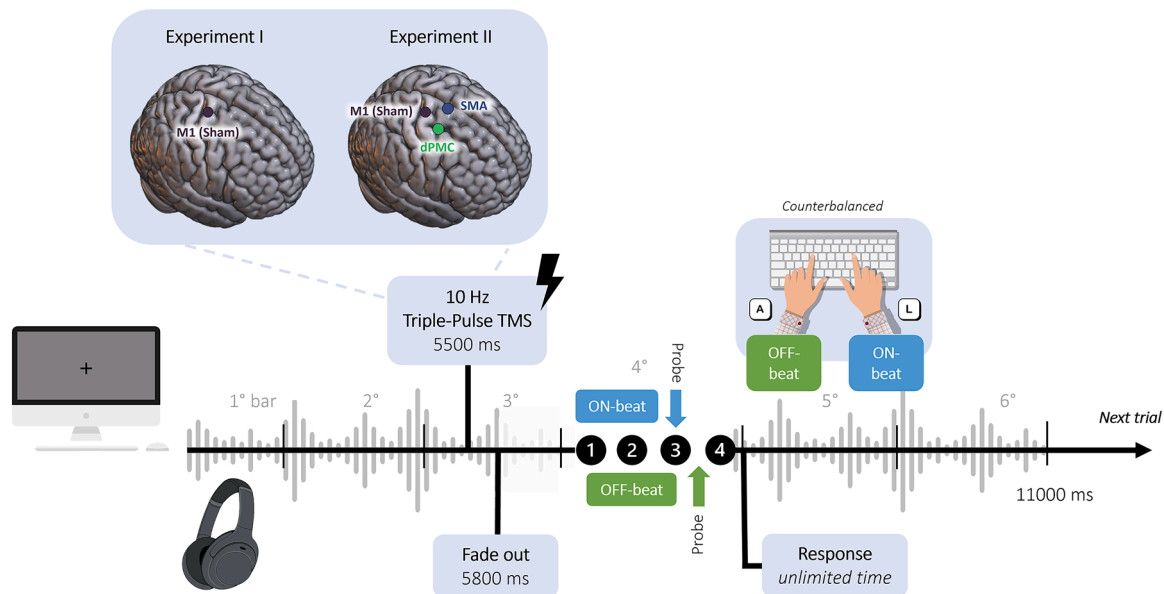 Experiment I
Experiment II
M1 (Sham)
M1 (Sham)
SMA
dPMC
10 Hz
Triple-Pulse TMS
5500 ms
Counterbalanced
A
L
OFF-
beat
ON-
beat
1° bar
2°
3°
4°
5°
6°
Probe
ON-beat
1
2
3
4
OFF-beat
Probe
Next trial
11000 ms
Fade out
5800 ms
Response
unlimited time